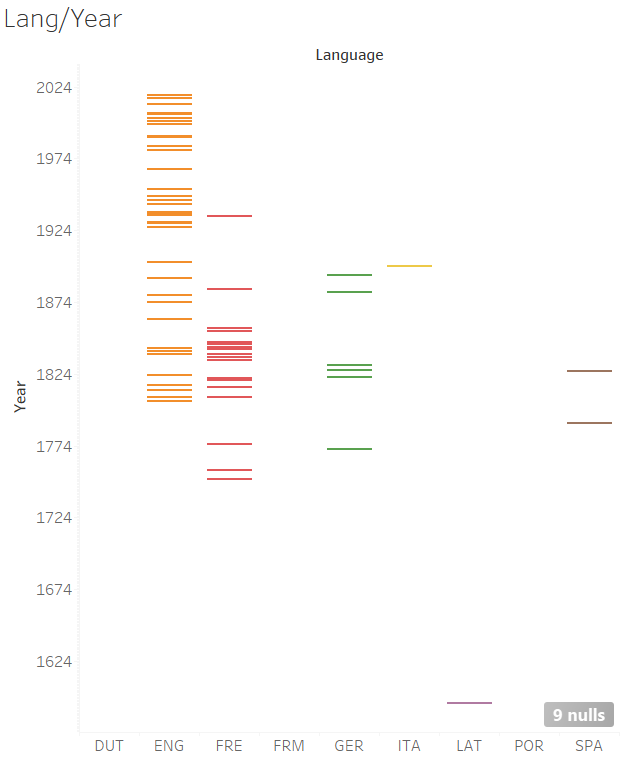 Lang/Year
Language
2024
1974
1924
1874
1824
Year
1774
1724
1674
1624
9 nulls
DUT ENG FRE FRM GER ITA LAT POR SPA